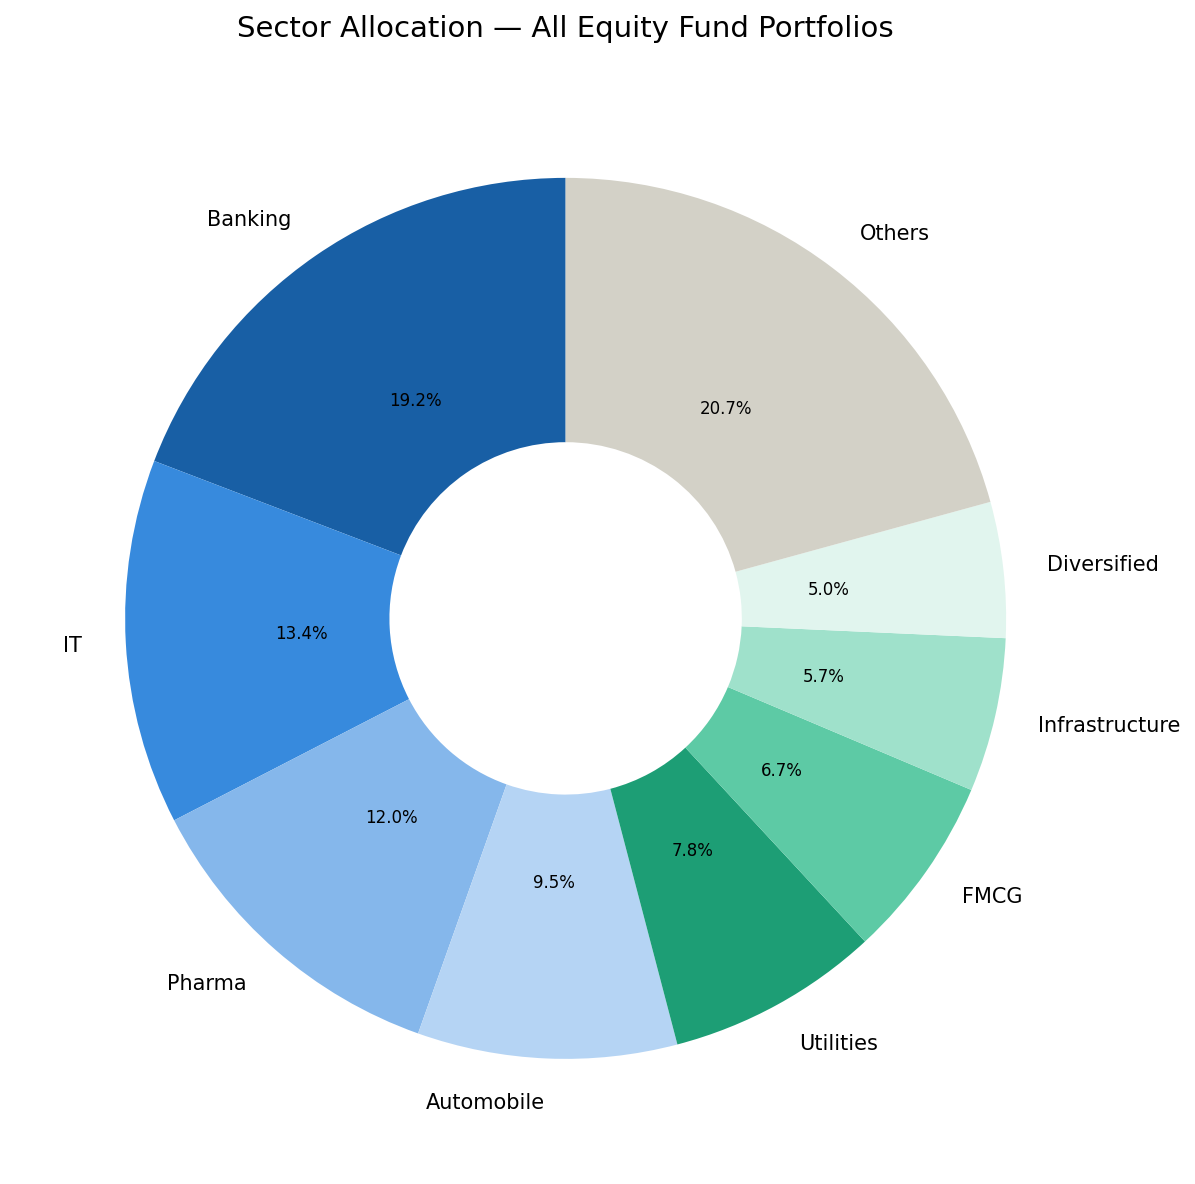 Sector Allocation — All Equity Fund Portfolios
Banking
19.2%
IT
13.4%
Pharma
12.0%
Automobile
9.5%
Utilities
7.8%
FMCG
6.7%
Infrastructure
5.7%
Diversified
5.0%
Others
20.7%